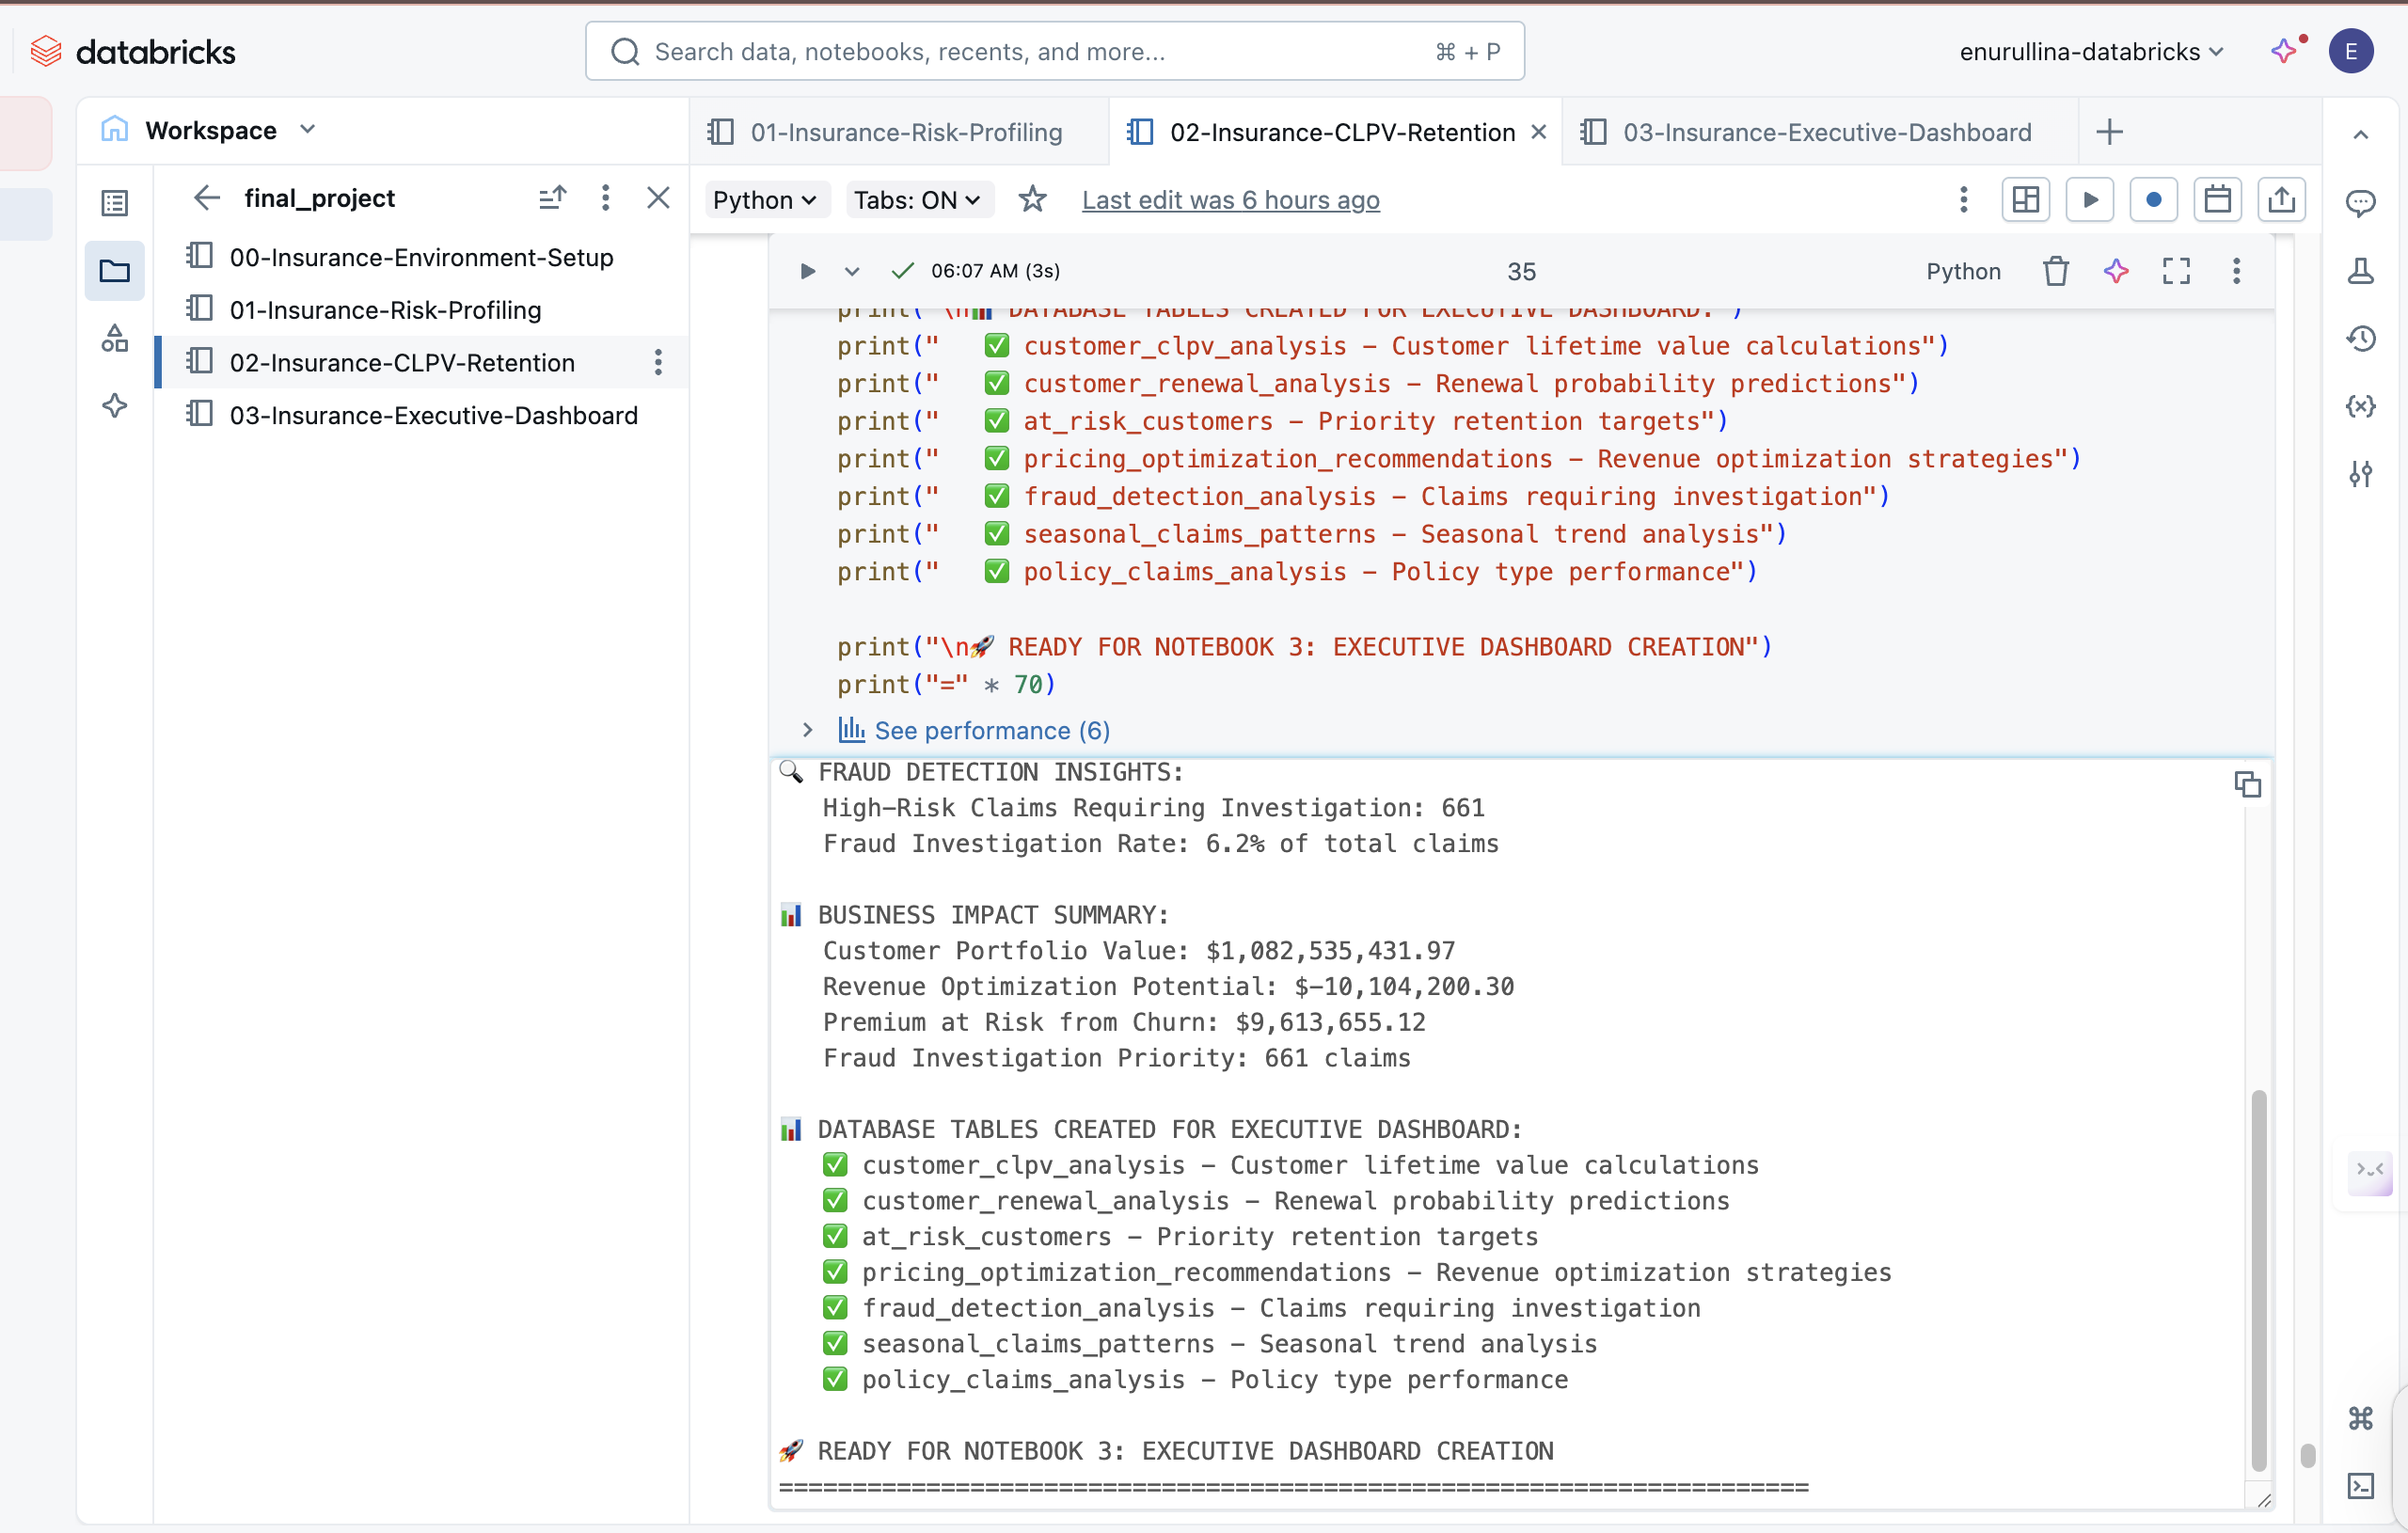 databricks
Search data, notebooks, recents, and more...
⌘ + P
enurullina-databricks
E
Workspace
01-Insurance-Risk-Profiling
02-Insurance-CLPV-Retention
03-Insurance-Executive-Dashboard
final_project
Python
Tabs: ON
Last edit was 6 hours ago
00-Insurance-Environment-Setup
01-Insurance-Risk-Profiling
02-Insurance-CLPV-Retention
03-Insurance-Executive-Dashboard
06:07 AM (3s)
35
Python
print("\n📊 DATABASE TABLES CREATED FOR EXECUTIVE DASHBOARD:")
print("   ✅ customer_clpv_analysis - Customer lifetime value calculations")
print("   ✅ customer_renewal_analysis - Renewal probability predictions")
print("   ✅ at_risk_customers - Priority retention targets")
print("   ✅ pricing_optimization_recommendations - Revenue optimization strategies")
print("   ✅ fraud_detection_analysis - Claims requiring investigation")
print("   ✅ seasonal_claims_patterns - Seasonal trend analysis")
print("   ✅ policy_claims_analysis - Policy type performance")
print("\n🚀 READY FOR NOTEBOOK 3: EXECUTIVE DASHBOARD CREATION")
print("=" * 70)
See performance (6)
🔍 FRAUD DETECTION INSIGHTS:
High-Risk Claims Requiring Investigation: 661
Fraud Investigation Rate: 6.2% of total claims
📊 BUSINESS IMPACT SUMMARY:
Customer Portfolio Value: $1,082,535,431.97
Revenue Optimization Potential: $-10,104,200.30
Premium at Risk from Churn: $9,613,655.12
Fraud Investigation Priority: 661 claims
📊 DATABASE TABLES CREATED FOR EXECUTIVE DASHBOARD:
✅ customer_clpv_analysis - Customer lifetime value calculations
✅ customer_renewal_analysis - Renewal probability predictions
✅ at_risk_customers - Priority retention targets
✅ pricing_optimization_recommendations - Revenue optimization strategies
✅ fraud_detection_analysis - Claims requiring investigation
✅ seasonal_claims_patterns - Seasonal trend analysis
✅ policy_claims_analysis - Policy type performance
🚀 READY FOR NOTEBOOK 3: EXECUTIVE DASHBOARD CREATION
======================================================================